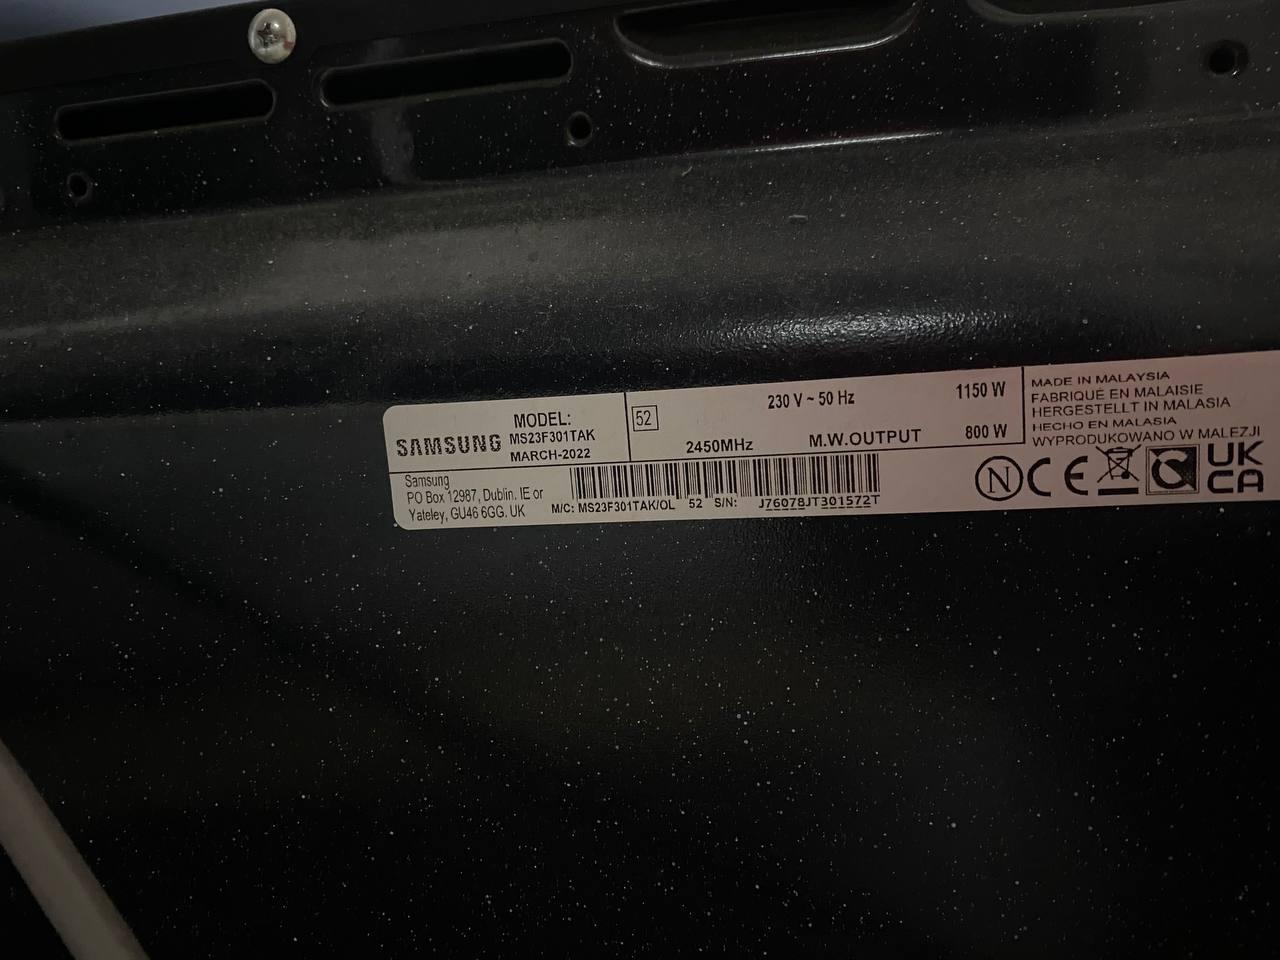 SAMSUNG
MODEL:
MS23F301TAK
MARCH-2022
52
230 V ~ 50 Hz
1150 W
2450MHz
M.W.OUTPUT
800 W
MADE IN MALAYSIA
FABRIQUÉ EN MALAISIE
HERGESTELLT IN MALASIA
HECHO EN MALASIA
WYPRODUKOWANO W MALEZJI
Samsung
PO Box 12987, Dublin. IE or
Yateley, GU46 6GG. UK
M/C: MS23F301TAK/OL 52 S/N: J76078JT301572T
N
CE
UK
CA